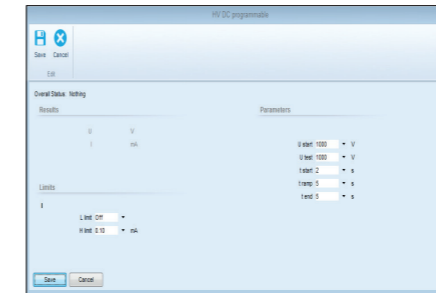 HV DC programmable
Save Cancel
Edit
Overall Status: Nothing
Results
U V
I mA
Limits
I
L limit Off
H limit 0.10 mA
Parameters
U start 1000 V
U test 1000 V
t start 2 s
t ramp 5 s
t end 5 s
Save Cancel